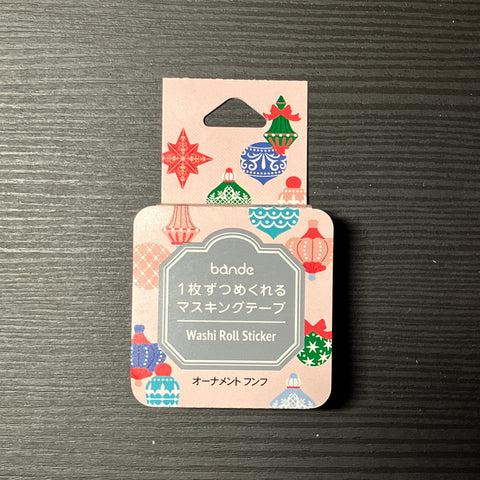 bande
1枚ずつめくれる
マスキングテープ
Washi Roll Sticker
オーナメント フンフ